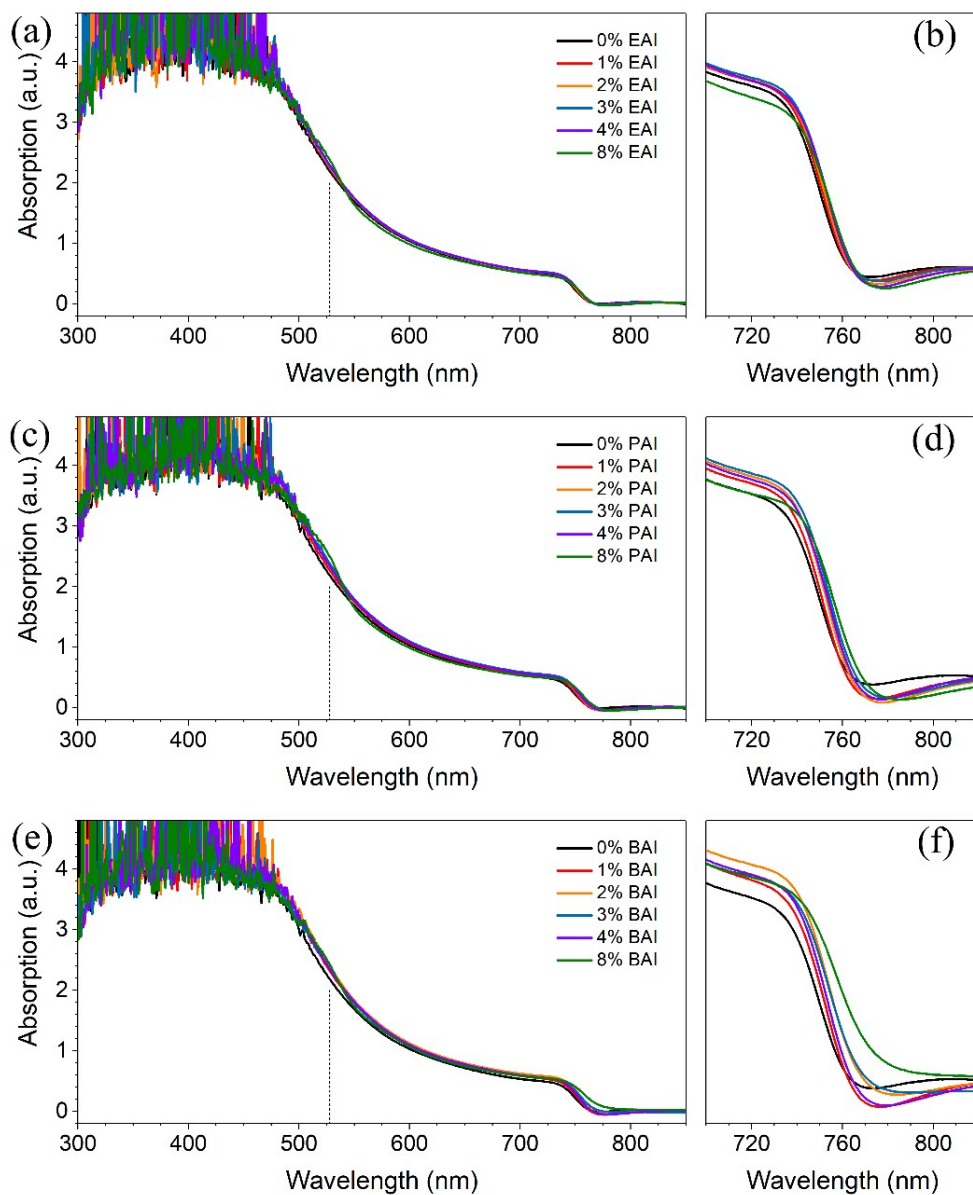 (a)
(b)
4
3
2
1
0
Absorption (a.u.)
0% EAI
1% EAI
2% EAI
3% EAI
4% EAI
8% EAI
300 400 500 600 700 800
720 760 800
Wavelength (nm)
Wavelength (nm)
(c)
(d)
4
3
2
1
0
Absorption (a.u.)
0% PAI
1% PAI
2% PAI
3% PAI
4% PAI
8% PAI
300 400 500 600 700 800
720 760 800
Wavelength (nm)
Wavelength (nm)
(e)
(f)
4
3
2
1
0
Absorption (a.u.)
0% BAI
1% BAI
2% BAI
3% BAI
4% BAI
8% BAI
300 400 500 600 700 800
720 760 800
Wavelength (nm)
Wavelength (nm)